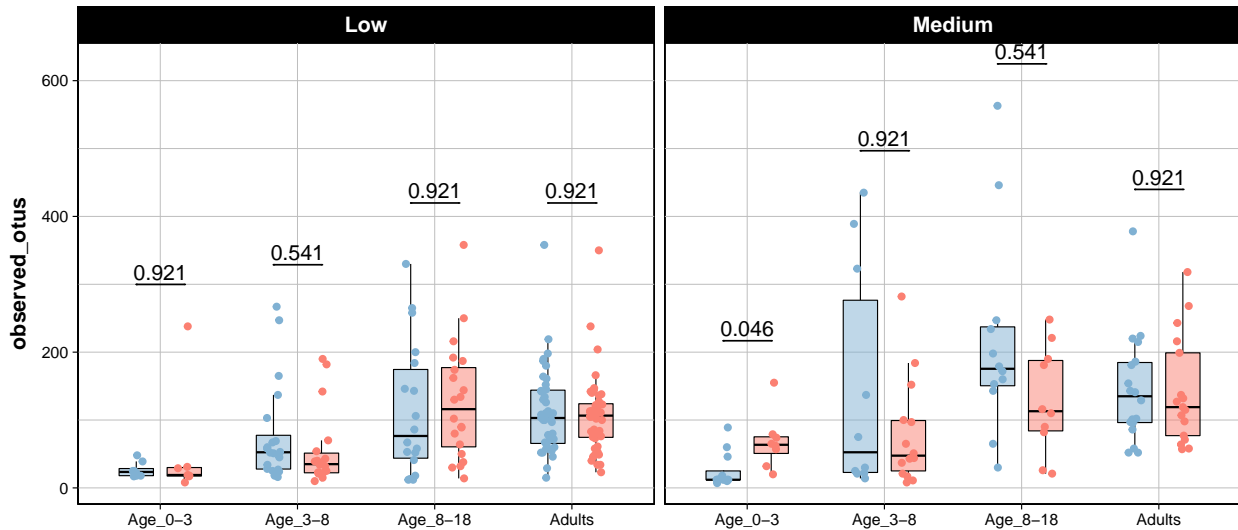 Low
Medium
observed_otus
600
400
200
0
0.921
0.541
0.921
0.921
0.046
0.921
0.541
0.921
Age_0–3
Age_3–8
Age_8–18
Adults
Age_0–3
Age_3–8
Age_8–18
Adults